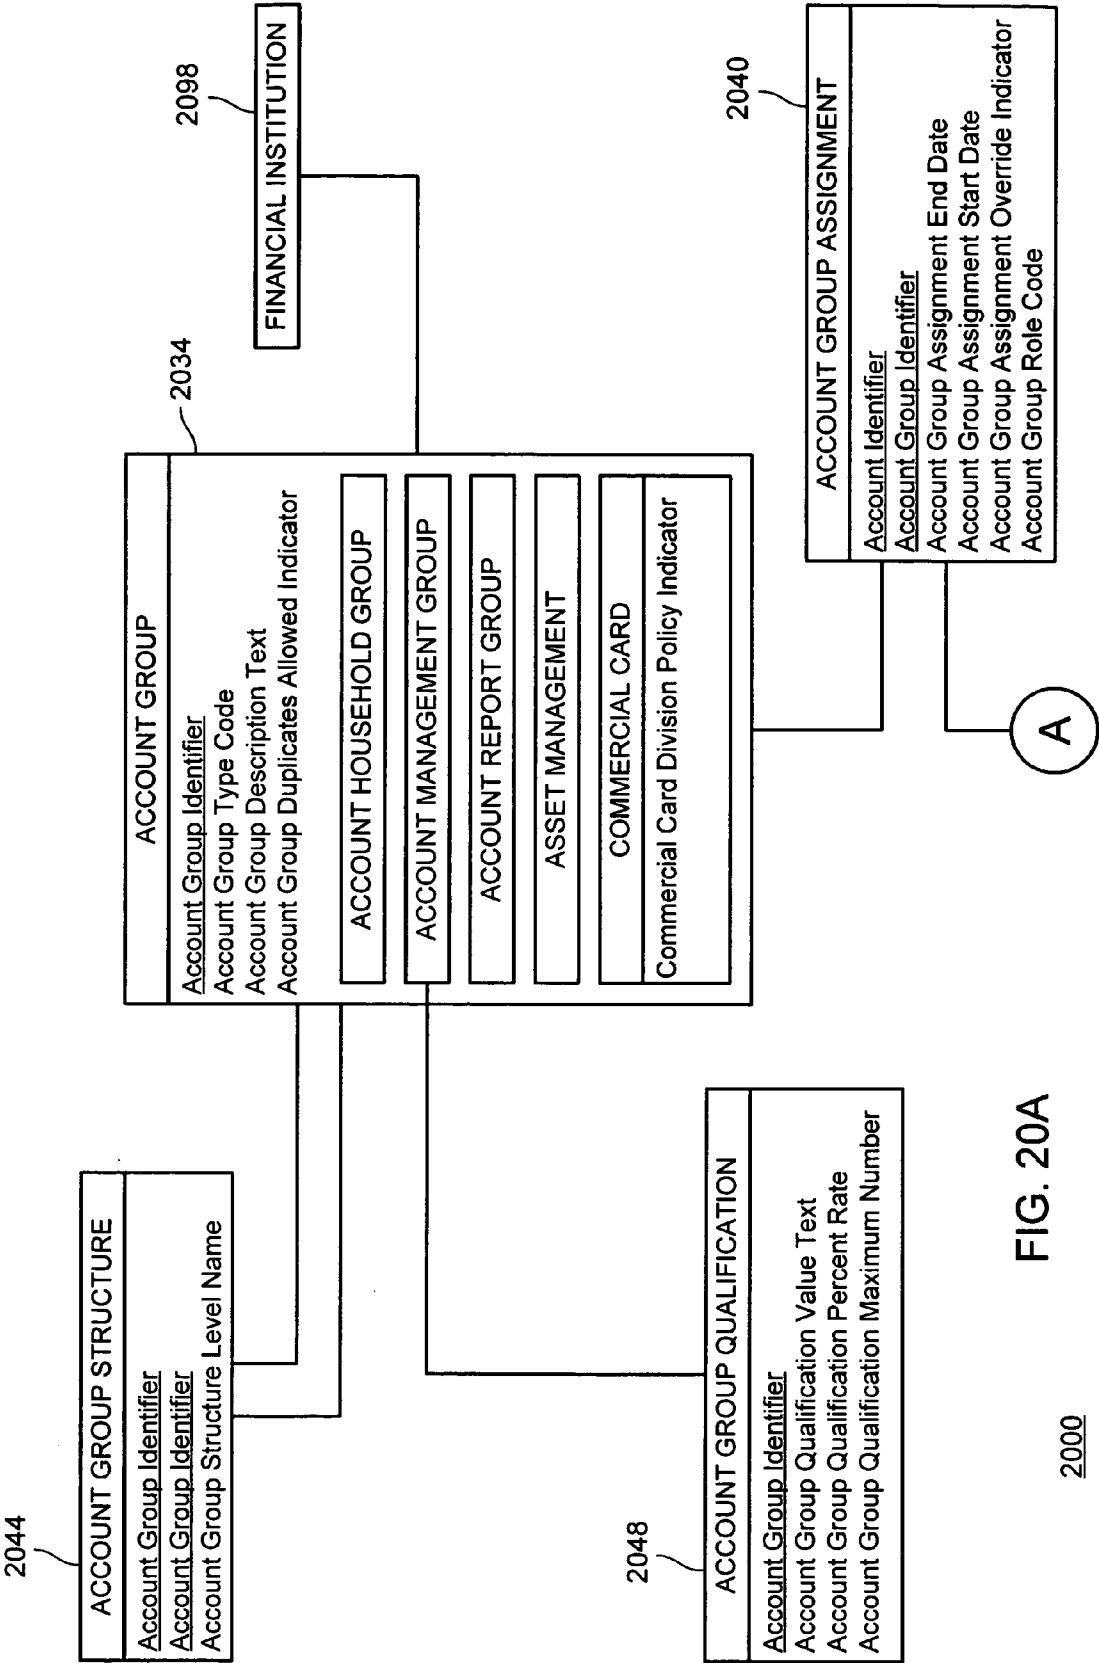 2044
ACCOUNT GROUP STRUCTURE
Account Group Identifier
Account Group Identifier
Account Group Structure Level Name
2034
ACCOUNT GROUP
Account Group Identifier
Account Group Type Code
Account Group Description Text
Account Group Duplicates Allowed Indicator
ACCOUNT HOUSEHOLD GROUP
ACCOUNT MANAGEMENT GROUP
ACCOUNT REPORT GROUP
ASSET MANAGEMENT
COMMERCIAL CARD
Commercial Card Division Policy Indicator
2098
FINANCIAL INSTITUTION
2048
ACCOUNT GROUP QUALIFICATION
Account Group Identifier
Account Group Qualification Value Text
Account Group Qualification Percent Rate
Account Group Qualification Maximum Number
2040
ACCOUNT GROUP ASSIGNMENT
Account Identifier
Account Group Identifier
Account Group Assignment End Date
Account Group Assignment Start Date
Account Group Assignment Override Indicator
Account Group Role Code
A
FIG. 20A
2000